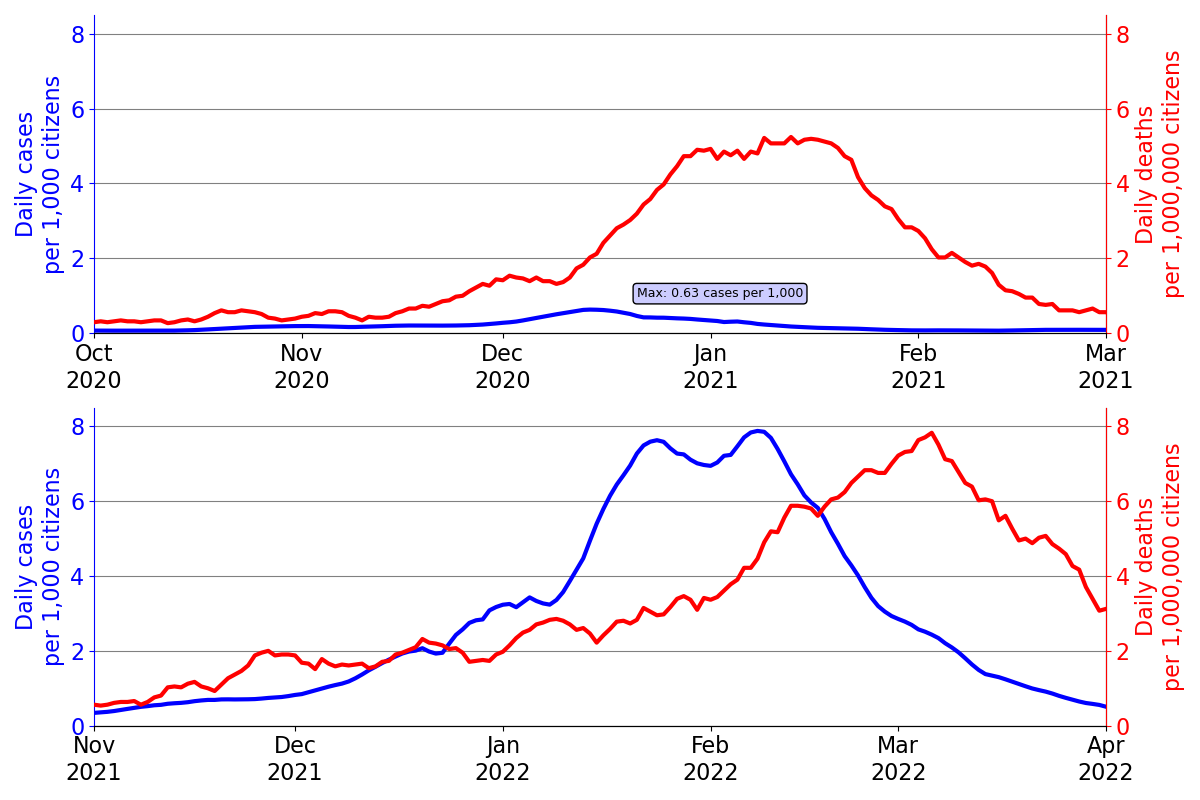 8
6
4
2
0
Daily cases
per 1,000 citizens
8
6
4
2
0
Daily deaths
per 1,000,000 citizens
Max: 0.63 cases per 1,000
Oct
2020
Nov
2020
Dec
2020
Jan
2021
Feb
2021
Mar
2021
8
6
4
2
0
Daily cases
per 1,000 citizens
8
6
4
2
0
Daily deaths
per 1,000,000 citizens
Nov
2021
Dec
2021
Jan
2022
Feb
2022
Mar
2022
Apr
2022